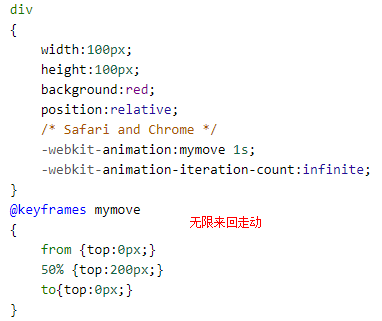 div
{
    width:100px;
    height:100px;
    background:red;
    position:relative;
    /* Safari and Chrome */
    -webkit-animation:mymove 1s;
    -webkit-animation-iteration-count:infinite;
}
@keyframes mymove
{
无限来回走动
    from {top:0px;}
    50% {top:200px;}
    to{top:0px;}
}